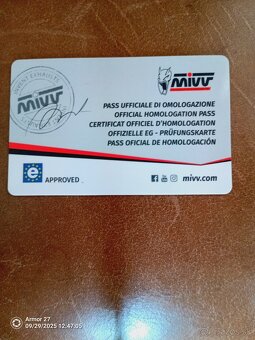 mivv
mivv
PASS UFFICIALE DI OMOLOGAZIONE
OFFICIAL HOMOLOGATION PASS
CERTIFICAT OFFICIEL D'HOMOLOGATION
OFFIZIELLE EG - PRÜFUNGSKARTE
PASS OFICIAL DE HOMOLOGACIÓN
e APPROVED
mivv.com
Armor 27
09/29/2025 12:47:05